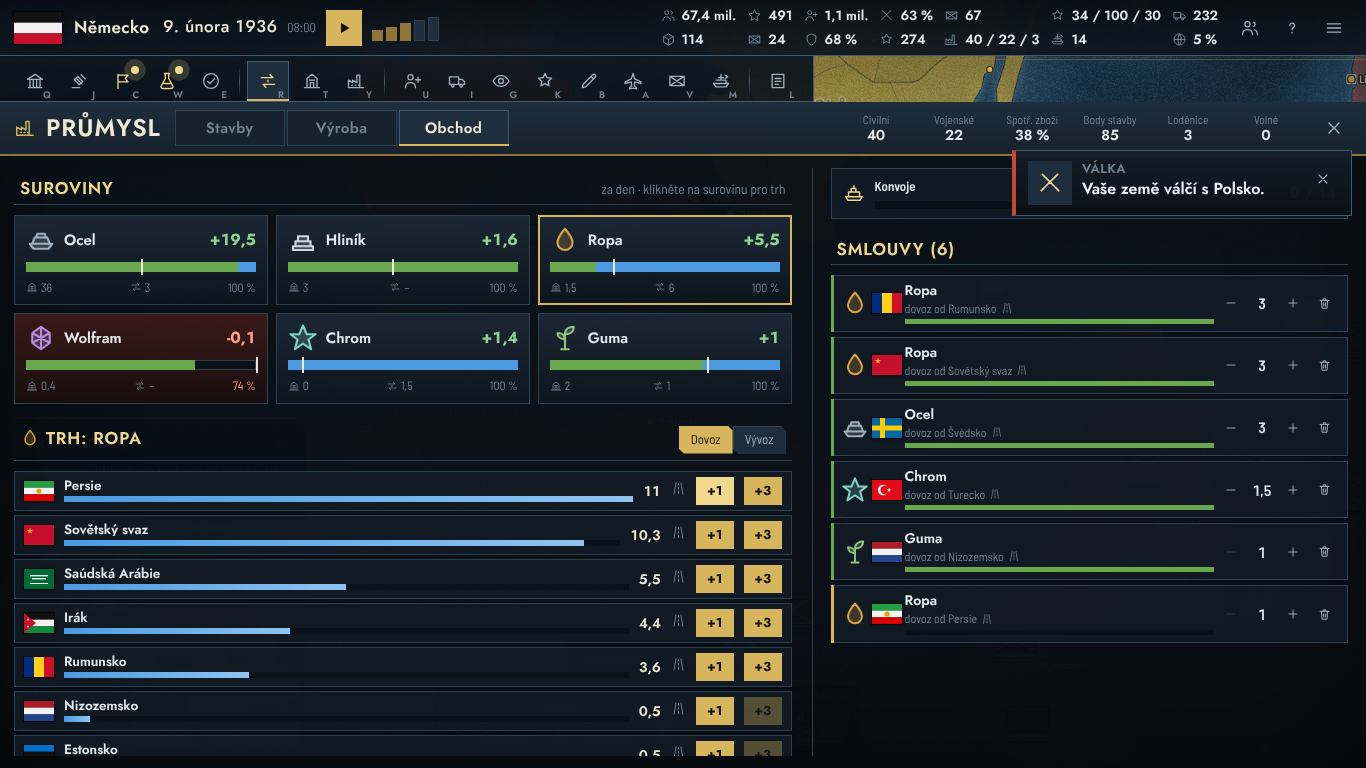 Německo 9. února 1936 08:00
67,4 mil. 491 1,1 mil. 63 % 67 34 / 100 / 30 232
114 24 68 % 274 40 / 22 / 3 14 5 %
?
Q J C W E R T Y U I G K B A V M L
PRŮMYSL
Stavby Výroba Obchod
Civilní Vojenské Spotř. zboží Body stavby Loděnice Volné
40 22 38 % 85 3 0
VÁLKA
Vaše země válčí s Polsko.
SUROVINY
za den · klikněte na surovinu pro trh
Ocel +19,5
36 3 100 %
Hliník +1,6
3 – 100 %
Ropa +5,5
1,5 6 100 %
Wolfram -0,1
0,4 – 74 %
Chrom +1,4
0 1,5 100 %
Guma +1
2 1 100 %
TRH: ROPA
Dovoz Vývoz
Persie 11 +1 +3
Sovětský svaz 10,3 +1 +3
Saúdská Arábie 5,5 +1 +3
Irák 4,4 +1 +3
Rumunsko 3,6 +1 +3
Nizozemsko 0,5 +1 +3
Estonsko 0,5 +1 +3
Konvoje
SMLOUVY (6)
Ropa
dovoz od Rumunsko
− 3 +
Ropa
dovoz od Sovětský svaz
− 3 +
Ocel
dovoz od Švédsko
− 3 +
Chrom
dovoz od Turecko
− 1,5 +
Guma
dovoz od Nizozemsko
− 1 +
Ropa
dovoz od Persie
− 1 +